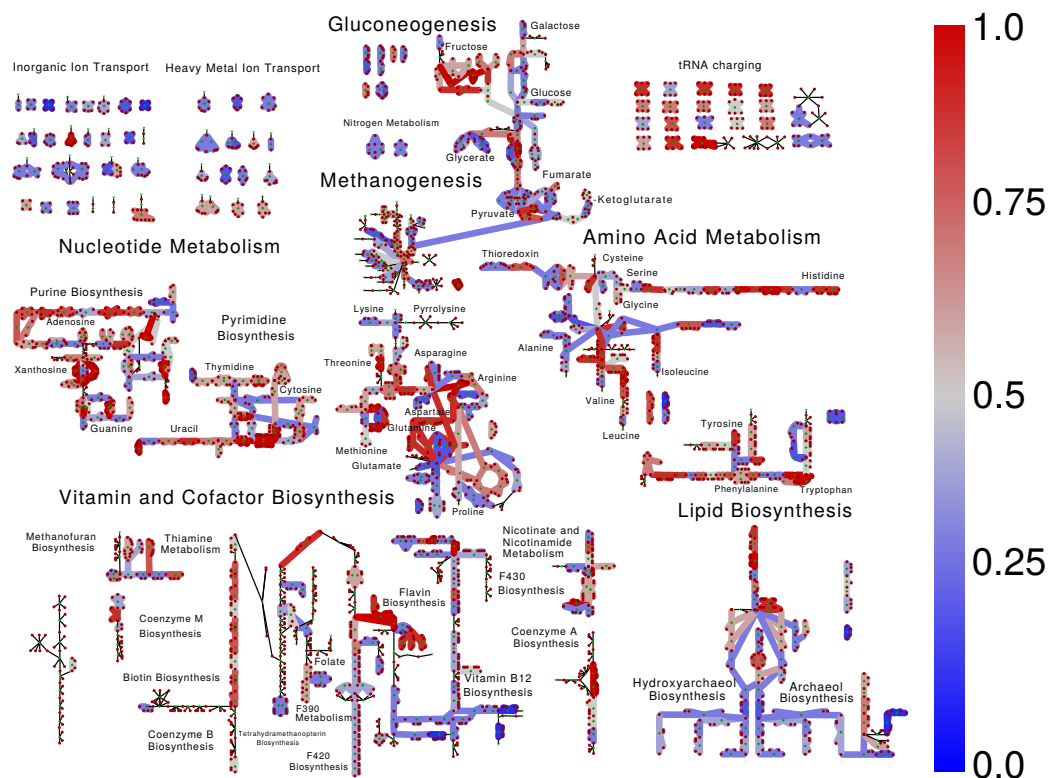 Gluconeogenesis
Galactose
Fructose
Glucose
Inorganic Ion Transport
Heavy Metal Ion Transport
tRNA charging
Nitrogen Metabolism
Glycerate
Methanogenesis
Fumarate
-Ketoglutarate
Pyruvate
Nucleotide Metabolism
Amino Acid Metabolism
Thioredoxin
Cysteine
Serine
Histidine
Glycine
Alanine
Isoleucine
Valine
Leucine
Purine Biosynthesis
Adenosine
Xanthosine
Guanine
Pyrimidine
Biosynthesis
Thymidine
Cytosine
Uracil
Lysine
Pyrrolysine
Threonine
Asparagine
Arginine
Aspartate
Glutamine
Methionine
Glutamate
Proline
Tyrosine
Phenylalanine
Tryptophan
Vitamin and Cofactor Biosynthesis
Methanofuran
Biosynthesis
Thiamine
Metabolism
Coenzyme M
Biosynthesis
Biotin Biosynthesis
Coenzyme B
Biosynthesis
Tetrahydramethanopterin
Biosynthesis
Folate
F390
Metabolism
F420
Biosynthesis
Flavin
Biosynthesis
Nicotinate and
Nicotinamide
Metabolism
F430
Biosynthesis
Coenzyme A
Biosynthesis
Vitamin B12
Biosynthesis
Lipid Biosynthesis
Hydroxyarchaeol
Biosynthesis
Archaeol
Biosynthesis
1.0
0.75
0.5
0.25
0.0